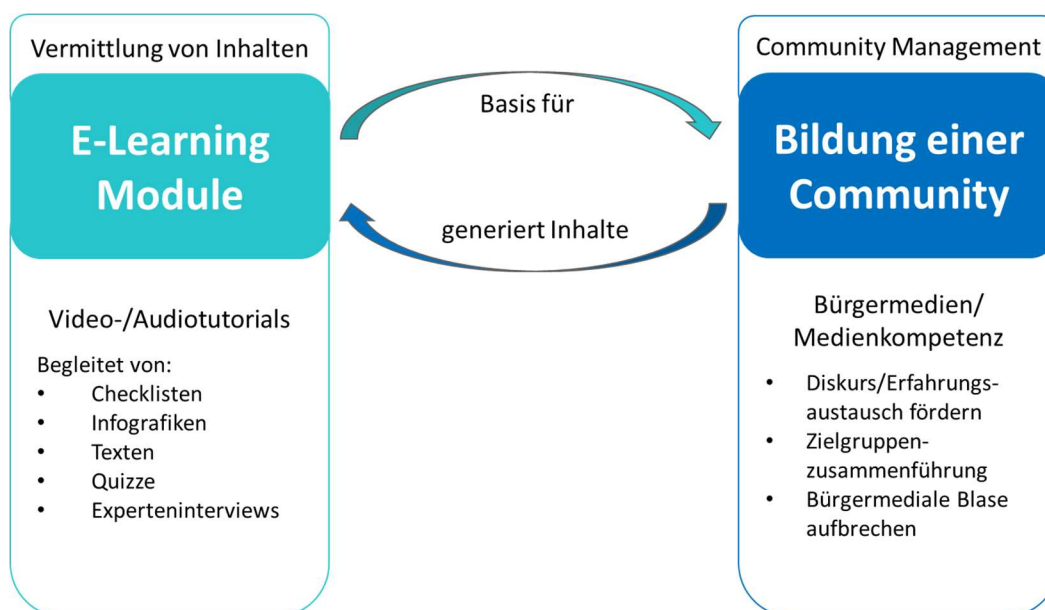 Vermittlung von Inhalten
E-Learning
Module
Video-/Audiotutorials
Begleitet von:
• Checklisten
• Infografiken
• Texten
• Quizze
• Experteninterviews
Basis für
generiert Inhalte
Community Management
Bildung einer
Community
Bürgermedien/
Medienkompetenz
• Diskurs/Erfahrungs-
austausch fördern
• Zielgruppen-
zusammenführung
• Bürgermediale Blase
aufbrechen